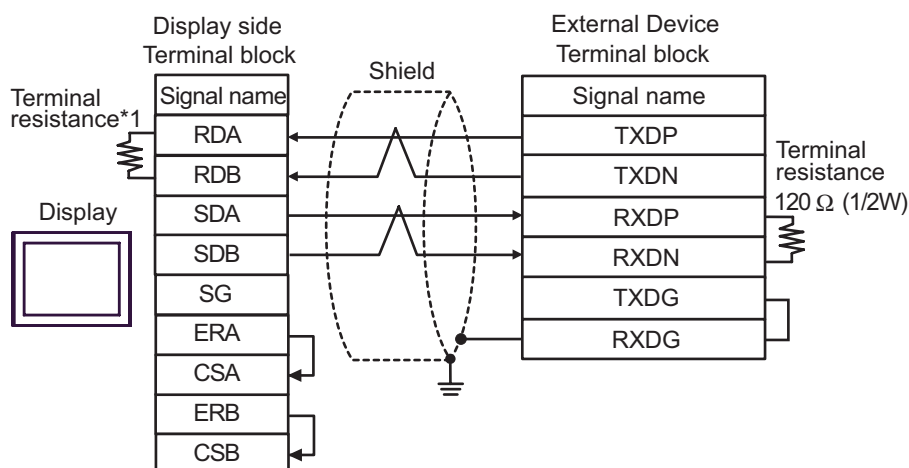 Display side
Terminal block
External Device
Terminal block
Shield
Terminal
resistance*1
Signal name
RDA
RDB
SDA
SDB
SG
ERA
CSA
ERB
CSB
Display
Signal name
TXDP
TXDN
RXDP
RXDN
TXDG
RXDG
Terminal
resistance
120 Ω (1/2W)